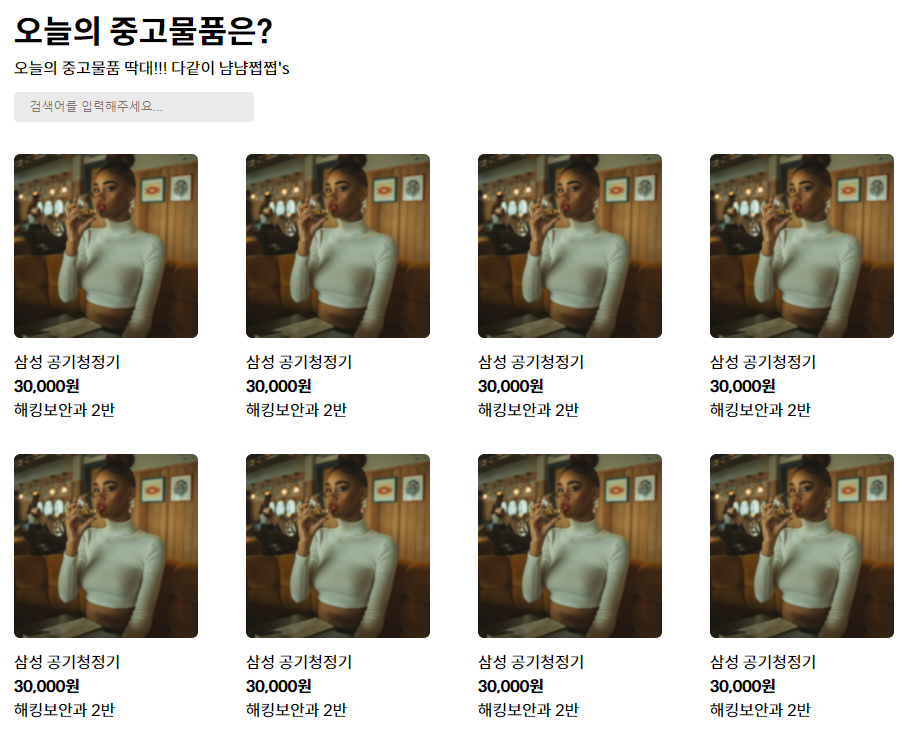 오늘의 중고물품은?
오늘의 중고물품 딱대!!! 다같이 냠냠쩝쩝's
검색어를 입력해주세요...
삼성 공기청정기 삼성 공기청정기 삼성 공기청정기 삼성 공기청정기
30,000원 30,000원 30,000원 30,000원
해킹보안과 2반 해킹보안과 2반 해킹보안과 2반 해킹보안과 2반
삼성 공기청정기 삼성 공기청정기 삼성 공기청정기 삼성 공기청정기
30,000원 30,000원 30,000원 30,000원
해킹보안과 2반 해킹보안과 2반 해킹보안과 2반 해킹보안과 2반